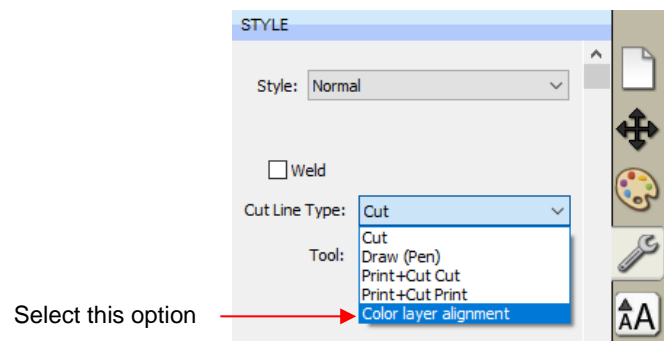 STYLE
Style: Normal
Weld
Cut Line Type: Cut
Cut
Tool: Draw (Pen)
Print+Cut Cut
Print+Cut Print
Select this option Color layer alignment
AA